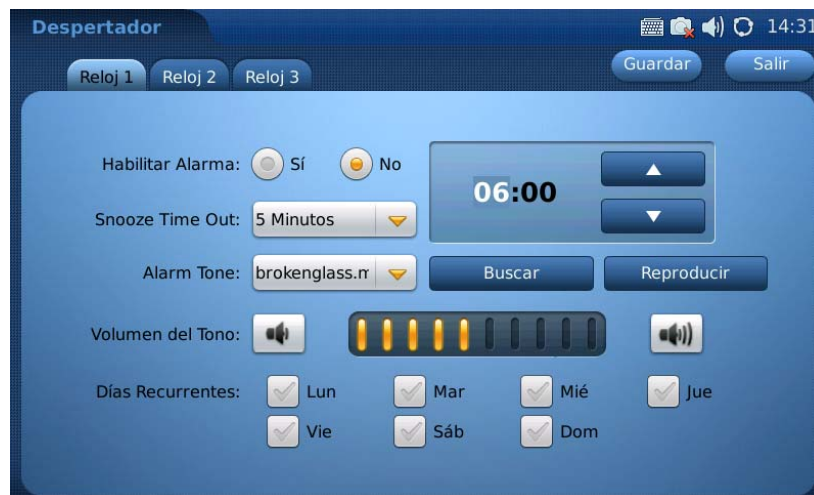 Despertador 14:31
Reloj 1 Reloj 2 Reloj 3 Guardar Salir
Habilitar Alarma: Sí No
06:00
Snooze Time Out: 5 Minutos
Alarm Tone: brokenglass.m Buscar Reproducir
Volumen del Tono:
Días Recurrentes: Lun Mar Mié Jue
Vie Sáb Dom